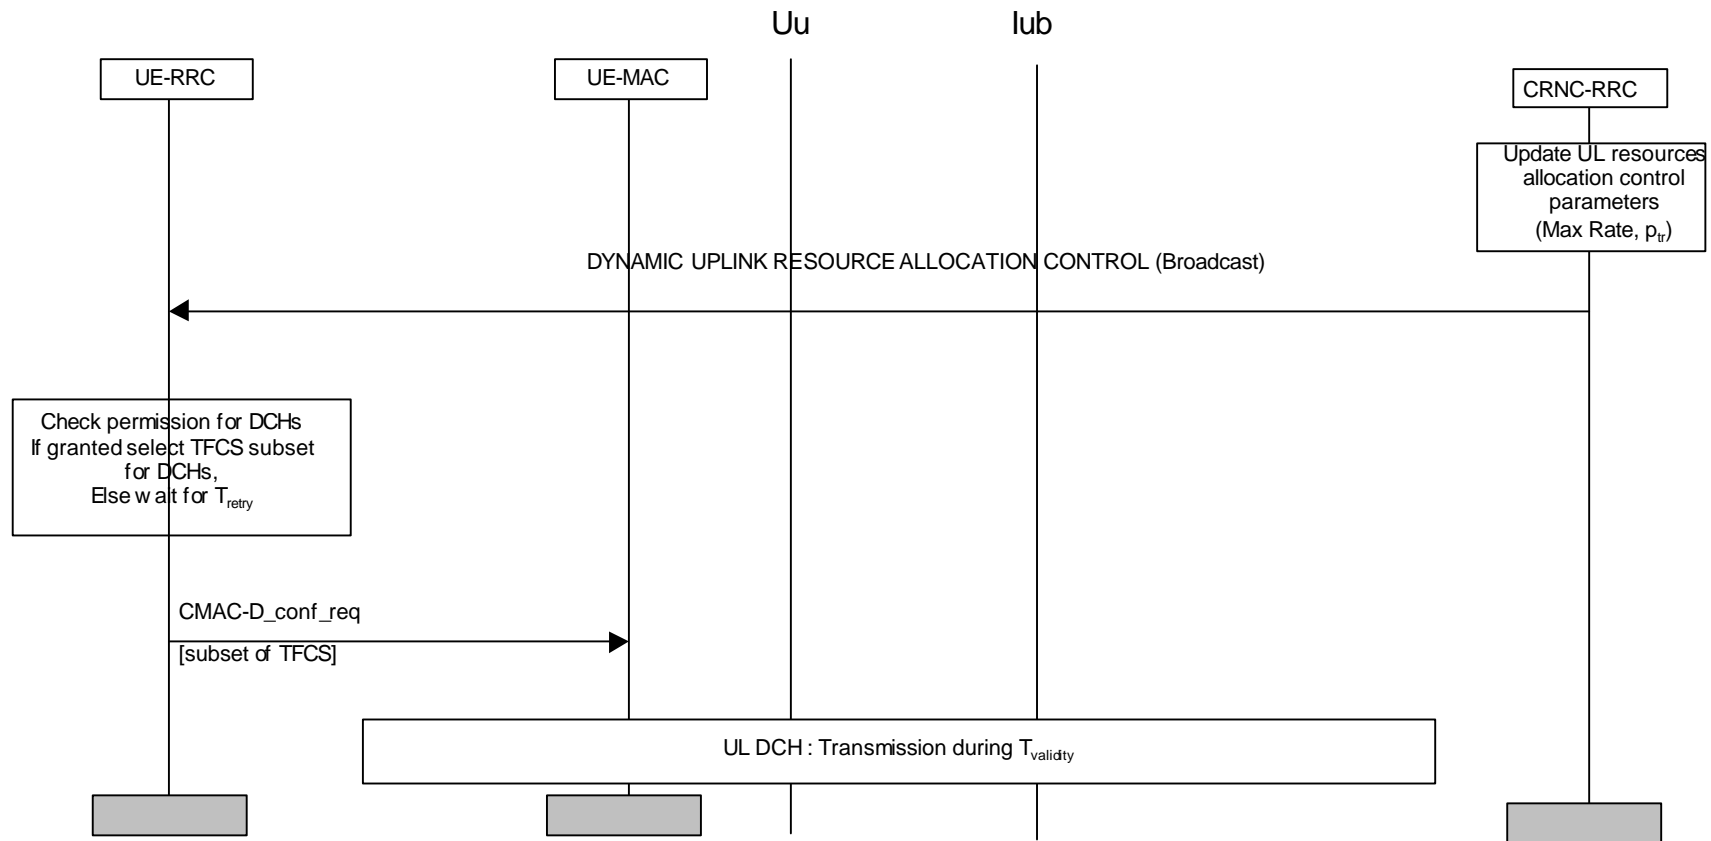 Uu
Iub
UE-RRC
UE-MAC
CRNC-RRC
Update UL resources
allocation control
parameters
(Max Rate, ptr)
DYNAMIC UPLINK RESOURCE ALLOCATION CONTROL (Broadcast)
Check permission for DCHs
If granted select TFCS subset
for DCHs,
Else wait for Tretry
CMAC-D_conf_req
[subset of TFCS]
UL DCH : Transmission during Tvalidity